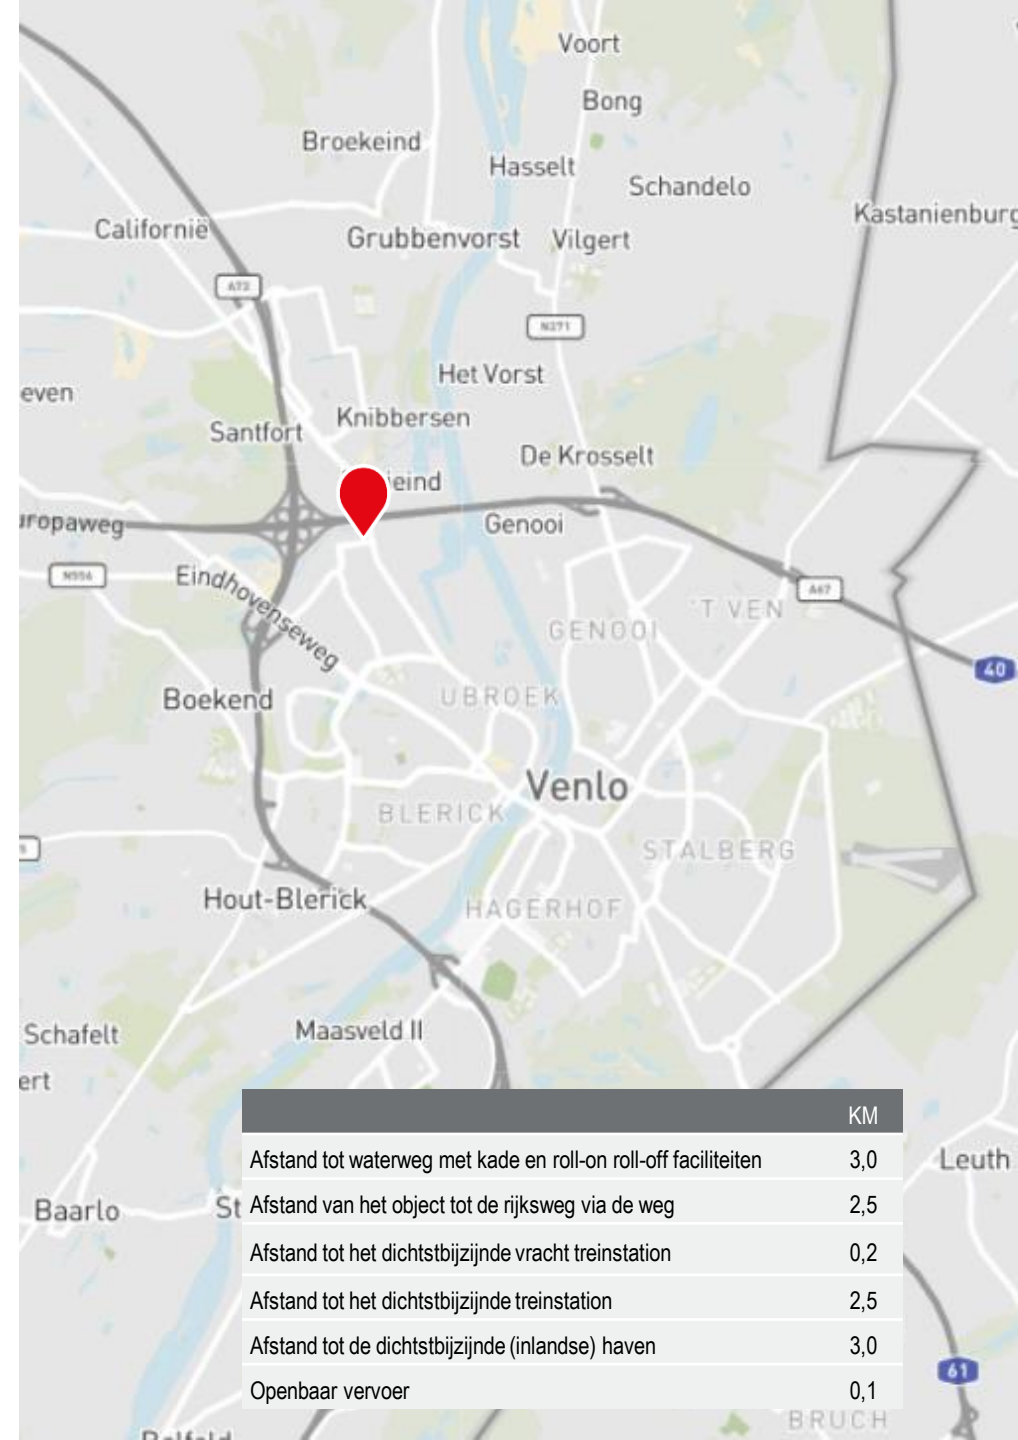 Voort
Bong
Broekeind
Hasselt
Schandelo
Californië
Grubbenvorst
Vilgert
Kastanienburg
A73
N271
Het Vorst
even
Knibbersen
Santfort
De Krosselt
eind
uropaweg
Genooi
N556
Eindhovenseweg
A67
'T VEN
GENOOI
40
Boekend
UBROEK
Venlo
BLERICK
STALBERG
Hout-Blerick
HAGERHOF
Schafelt
Maasveld II
ert
KM
Afstand tot waterweg met kade en roll-on roll-off faciliteiten 3,0
Leuth
Baarlo
St
Afstand van het object tot de rijksweg via de weg 2,5
Afstand tot het dichtstbijzijnde vracht treinstation 0,2
Afstand tot het dichtstbijzijnde treinstation 2,5
Afstand tot de dichtstbijzijnde (inlandse) haven 3,0
61
Openbaar vervoer 0,1
BRUCH